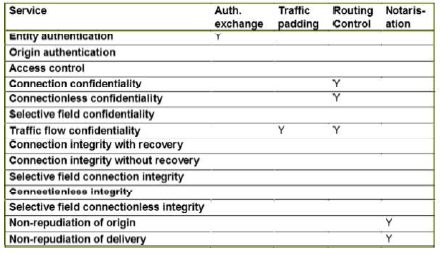 Service Auth. Traffic Routing Notaris-
exchange padding Control ation
Entity authentication Y
Origin authentication
Access control
Connection confidentiality Y
Connectionless confidentiality Y
Selective field confidentiality
Traffic flow confidentiality Y Y
Connection integrity with recovery
Connection integrity without recovery
Selective field connection integrity
Connectionless integrity
Selective field connectionless integrity
Non-repudiation of origin Y
Non-repudiation of delivery Y